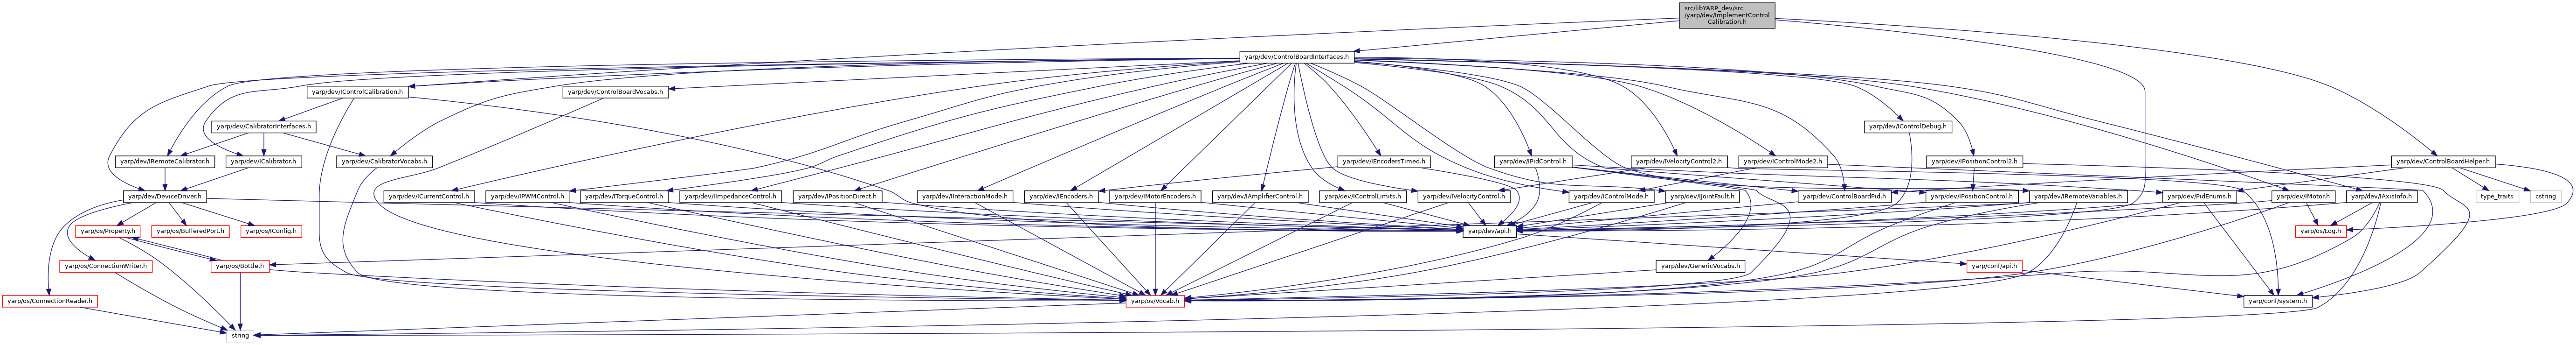 src/libYARP_dev/src
/yarp/dev/ImplementControl
Calibration.h
yarp/dev/ControlBoardInterfaces.h
yarp/dev/IControlCalibration.h
yarp/dev/ControlBoardVocabs.h
yarp/dev/CalibratorInterfaces.h
yarp/dev/IControlDebug.h
yarp/dev/IRemoteCalibrator.h
yarp/dev/ICalibrator.h
yarp/dev/CalibratorVocabs.h
yarp/dev/IEncodersTimed.h
yarp/dev/IPidControl.h
yarp/dev/IVelocityControl2.h
yarp/dev/IControlMode2.h
yarp/dev/IPositionControl2.h
yarp/dev/ControlBoardHelper.h
yarp/dev/DeviceDriver.h
yarp/dev/ICurrentControl.h
yarp/dev/IPWMControl.h
yarp/dev/ITorqueControl.h
yarp/dev/IImpedanceControl.h
yarp/dev/IPositionDirect.h
yarp/dev/IInteractionMode.h
yarp/dev/IEncoders.h
yarp/dev/IMotorEncoders.h
yarp/dev/IAmplifierControl.h
yarp/dev/IControlLimits.h
yarp/dev/IVelocityControl.h
yarp/dev/IControlMode.h
yarp/dev/IJointFault.h
yarp/dev/ControlBoardPid.h
yarp/dev/IPositionControl.h
yarp/dev/IRemoteVariables.h
yarp/dev/PidEnums.h
yarp/dev/IMotor.h
yarp/dev/IAxisInfo.h
type_traits
cstring
yarp/os/Property.h
yarp/os/BufferedPort.h
yarp/os/IConfig.h
yarp/dev/api.h
yarp/os/Log.h
yarp/os/ConnectionWriter.h
yarp/os/Bottle.h
yarp/dev/GenericVocabs.h
yarp/conf/api.h
yarp/os/ConnectionReader.h
yarp/os/Vocab.h
yarp/conf/system.h
string